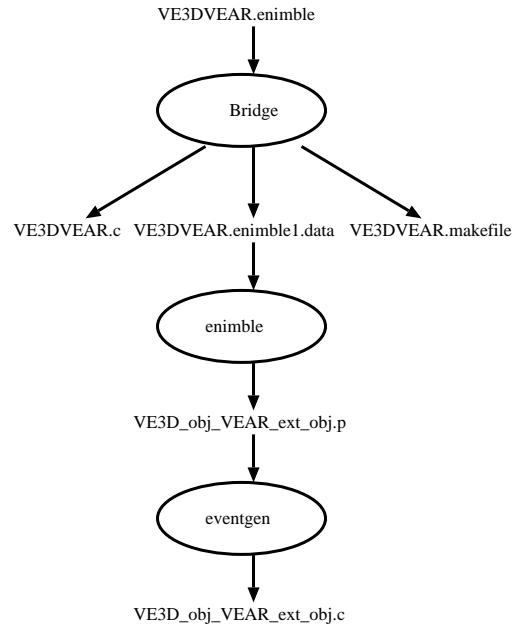 VE3DVEAR.enimble
Bridge
VE3DVEAR.c
VE3DVEAR.enimble1.data
VE3DVEAR.makefile
enimble
VE3D_obj_VEAR_ext_obj.p
eventgen
VE3D_obj_VEAR_ext_obj.c